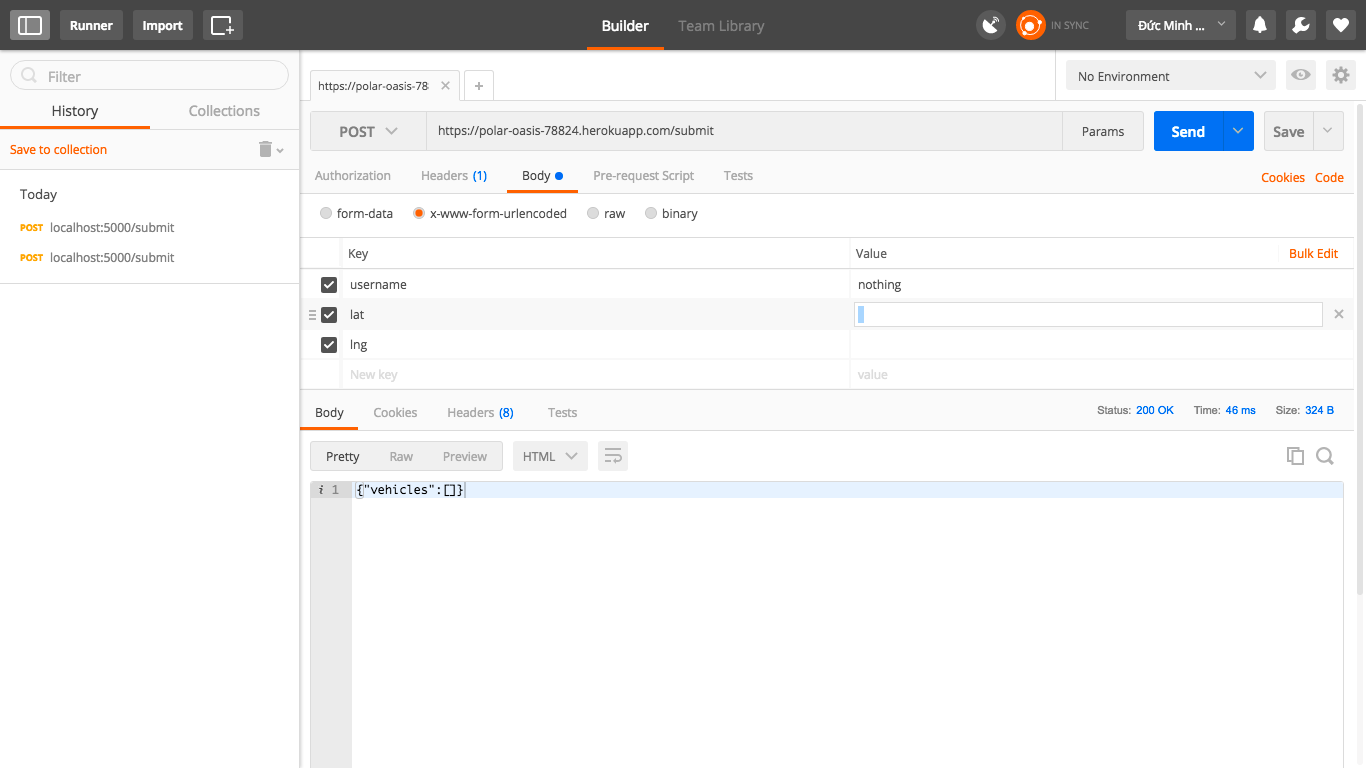 Runner Import Builder Team Library IN SYNC Đức Minh ...
Filter
History Collections
Save to collection
Today
POST localhost:5000/submit
POST localhost:5000/submit
https://polar-oasis-78 No Environment
POST https://polar-oasis-78824.herokuapp.com/submit Params Send Save
Authorization Headers (1) Body Pre-request Script Tests Cookies Code
form-data x-www-form-urlencoded raw binary
Key Value Bulk Edit
username nothing
lat
lng
New key value
Body Cookies Headers (8) Tests Status: 200 OK Time: 46 ms Size: 324 B
Pretty Raw Preview HTML
i 1 {"vehicles":[]}